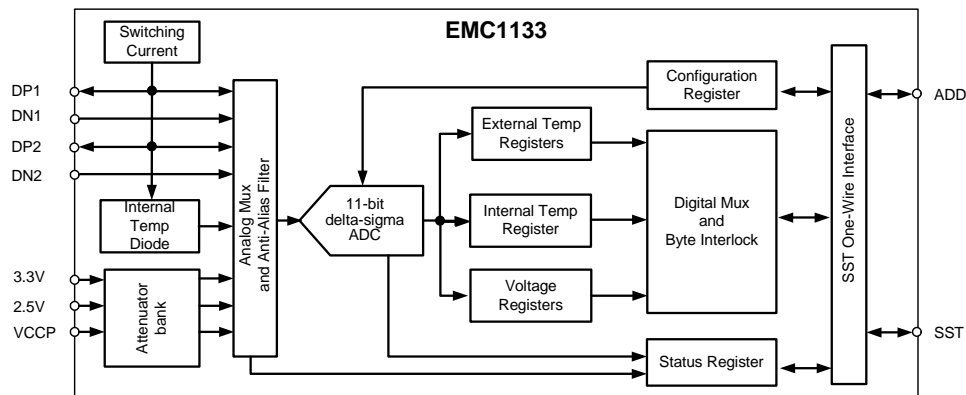 EMC1133
Switching
Current
DP1
DN1
DP2
DN2
Internal
Temp
Diode
3.3V
2.5V
VCCP
Attenuator
bank
Analog Mux
and Anti-Alias Filter
11-bit
delta-sigma
ADC
Configuration
Register
External Temp
Registers
Internal Temp
Register
Voltage
Registers
Digital Mux
and
Byte Interlock
Status Register
SST One-Wire Interface
ADD
SST